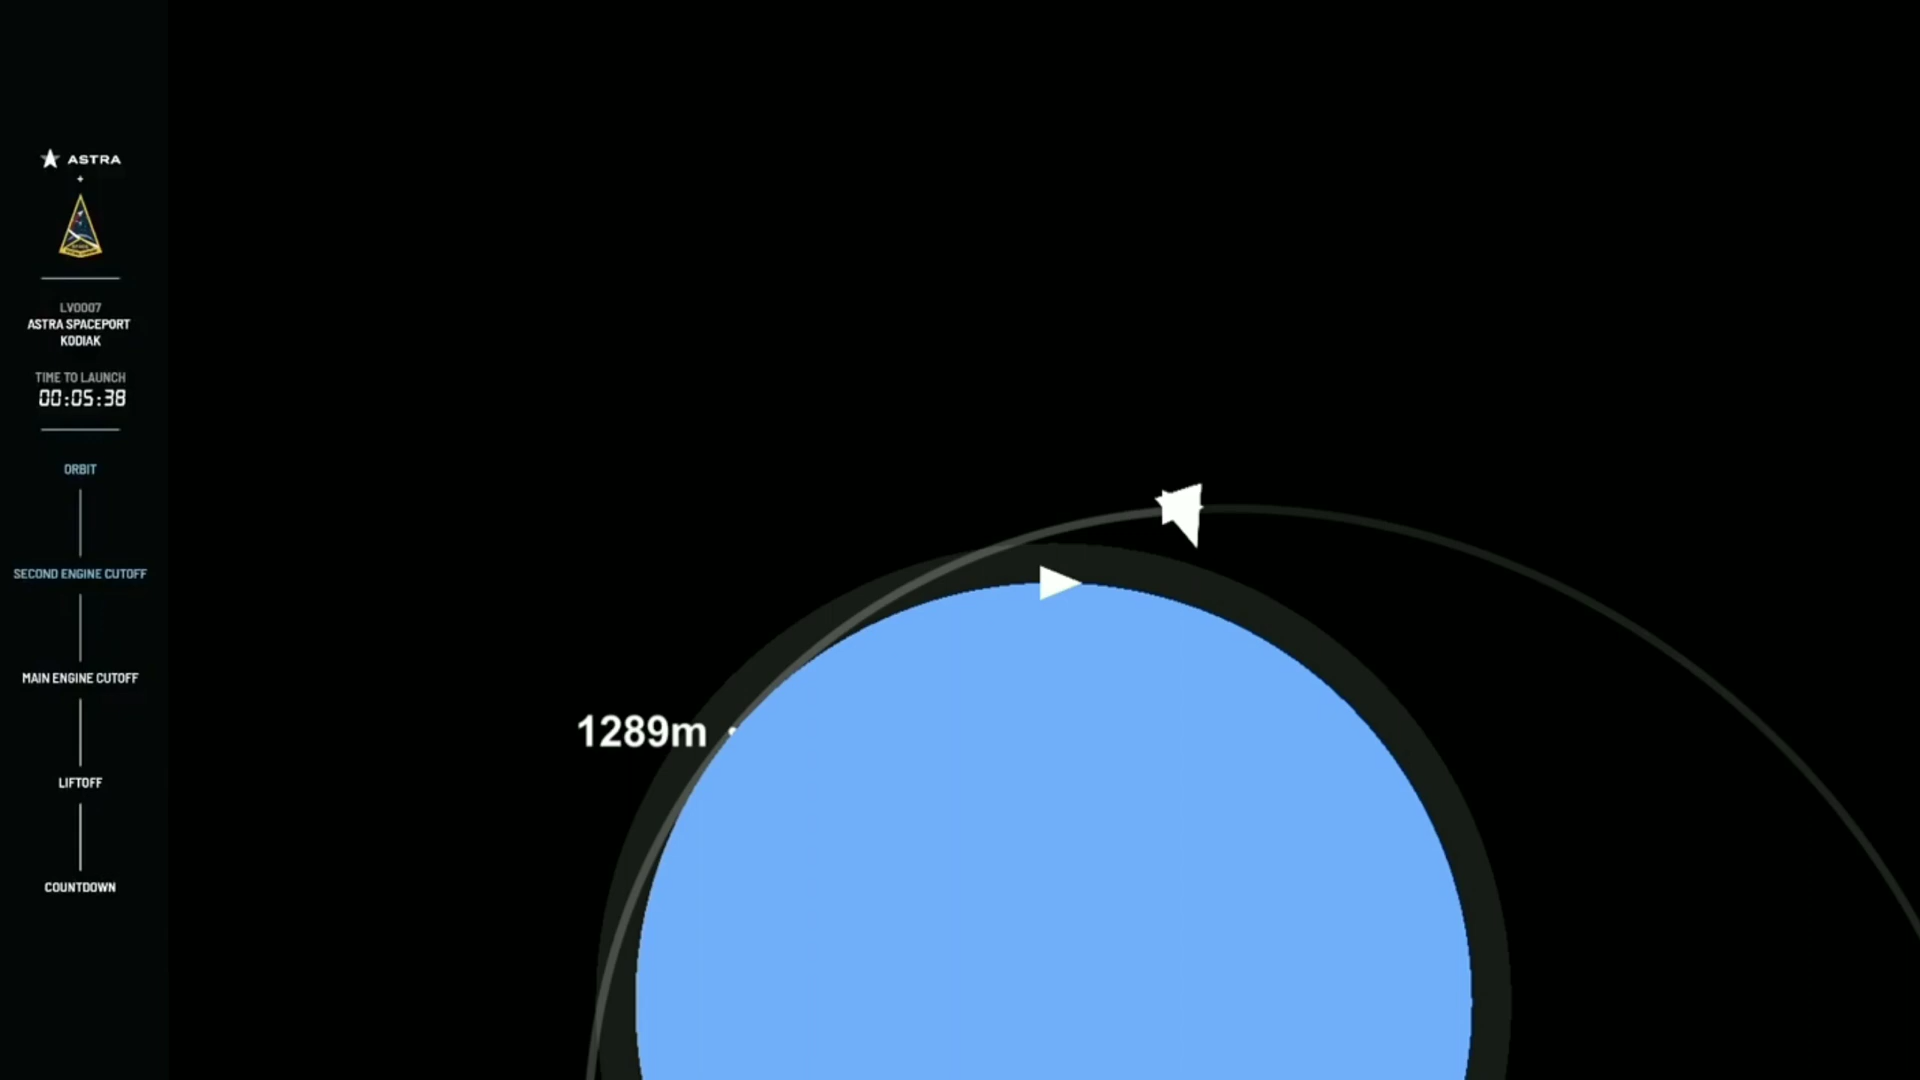 ASTRA
+
LV0007
ASTRA SPACEPORT
KODIAK
TIME TO LAUNCH
00:05:38
ORBIT
SECOND ENGINE CUTOFF
MAIN ENGINE CUTOFF
LIFTOFF
COUNTDOWN
1289m